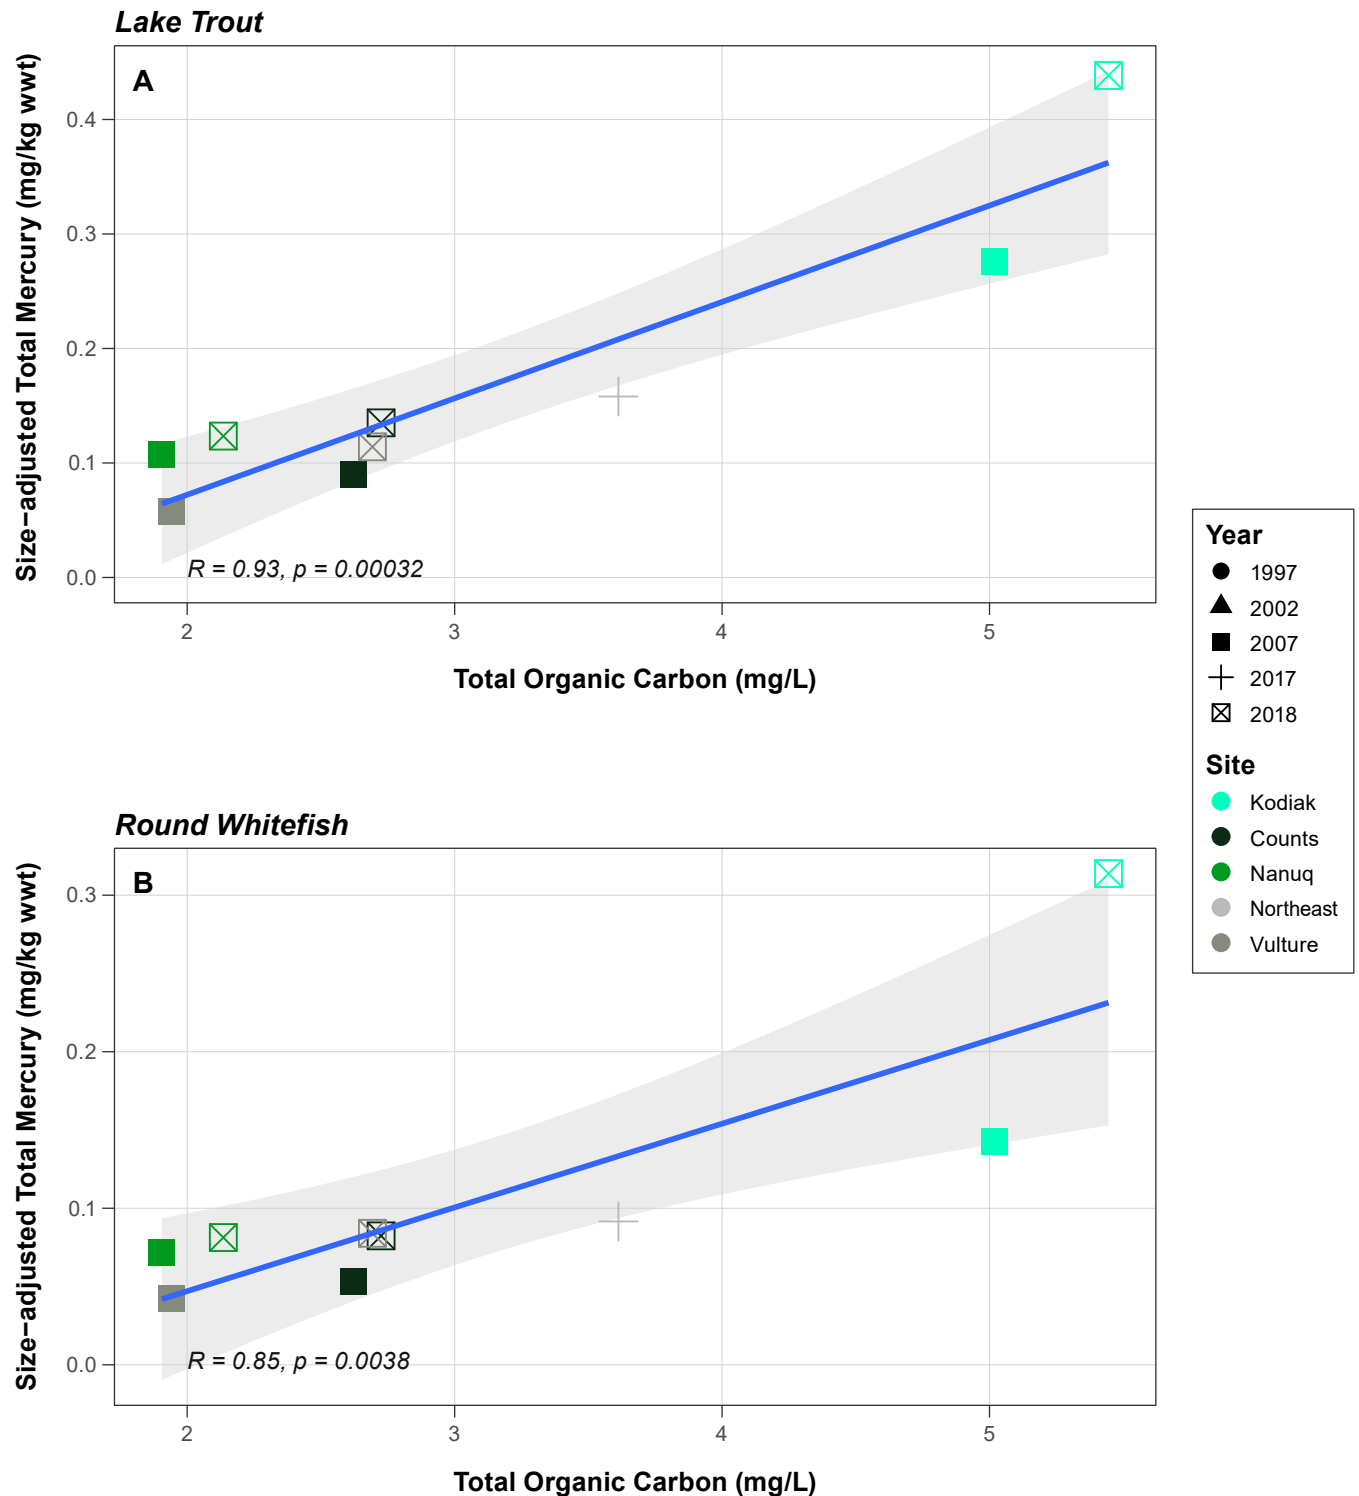 Lake Trout
A
Size−adjusted Total Mercury (mg/kg wwt)
0.4
0.3
0.2
0.1
0.0
R = 0.93, p = 0.00032
2 3 4 5
Total Organic Carbon (mg/L)
Year
1997
2002
2007
2017
2018
Site
Kodiak
Counts
Nanuq
Northeast
Vulture
Round Whitefish
B
Size−adjusted Total Mercury (mg/kg wwt)
0.3
0.2
0.1
0.0
R = 0.85, p = 0.0038
2 3 4 5
Total Organic Carbon (mg/L)